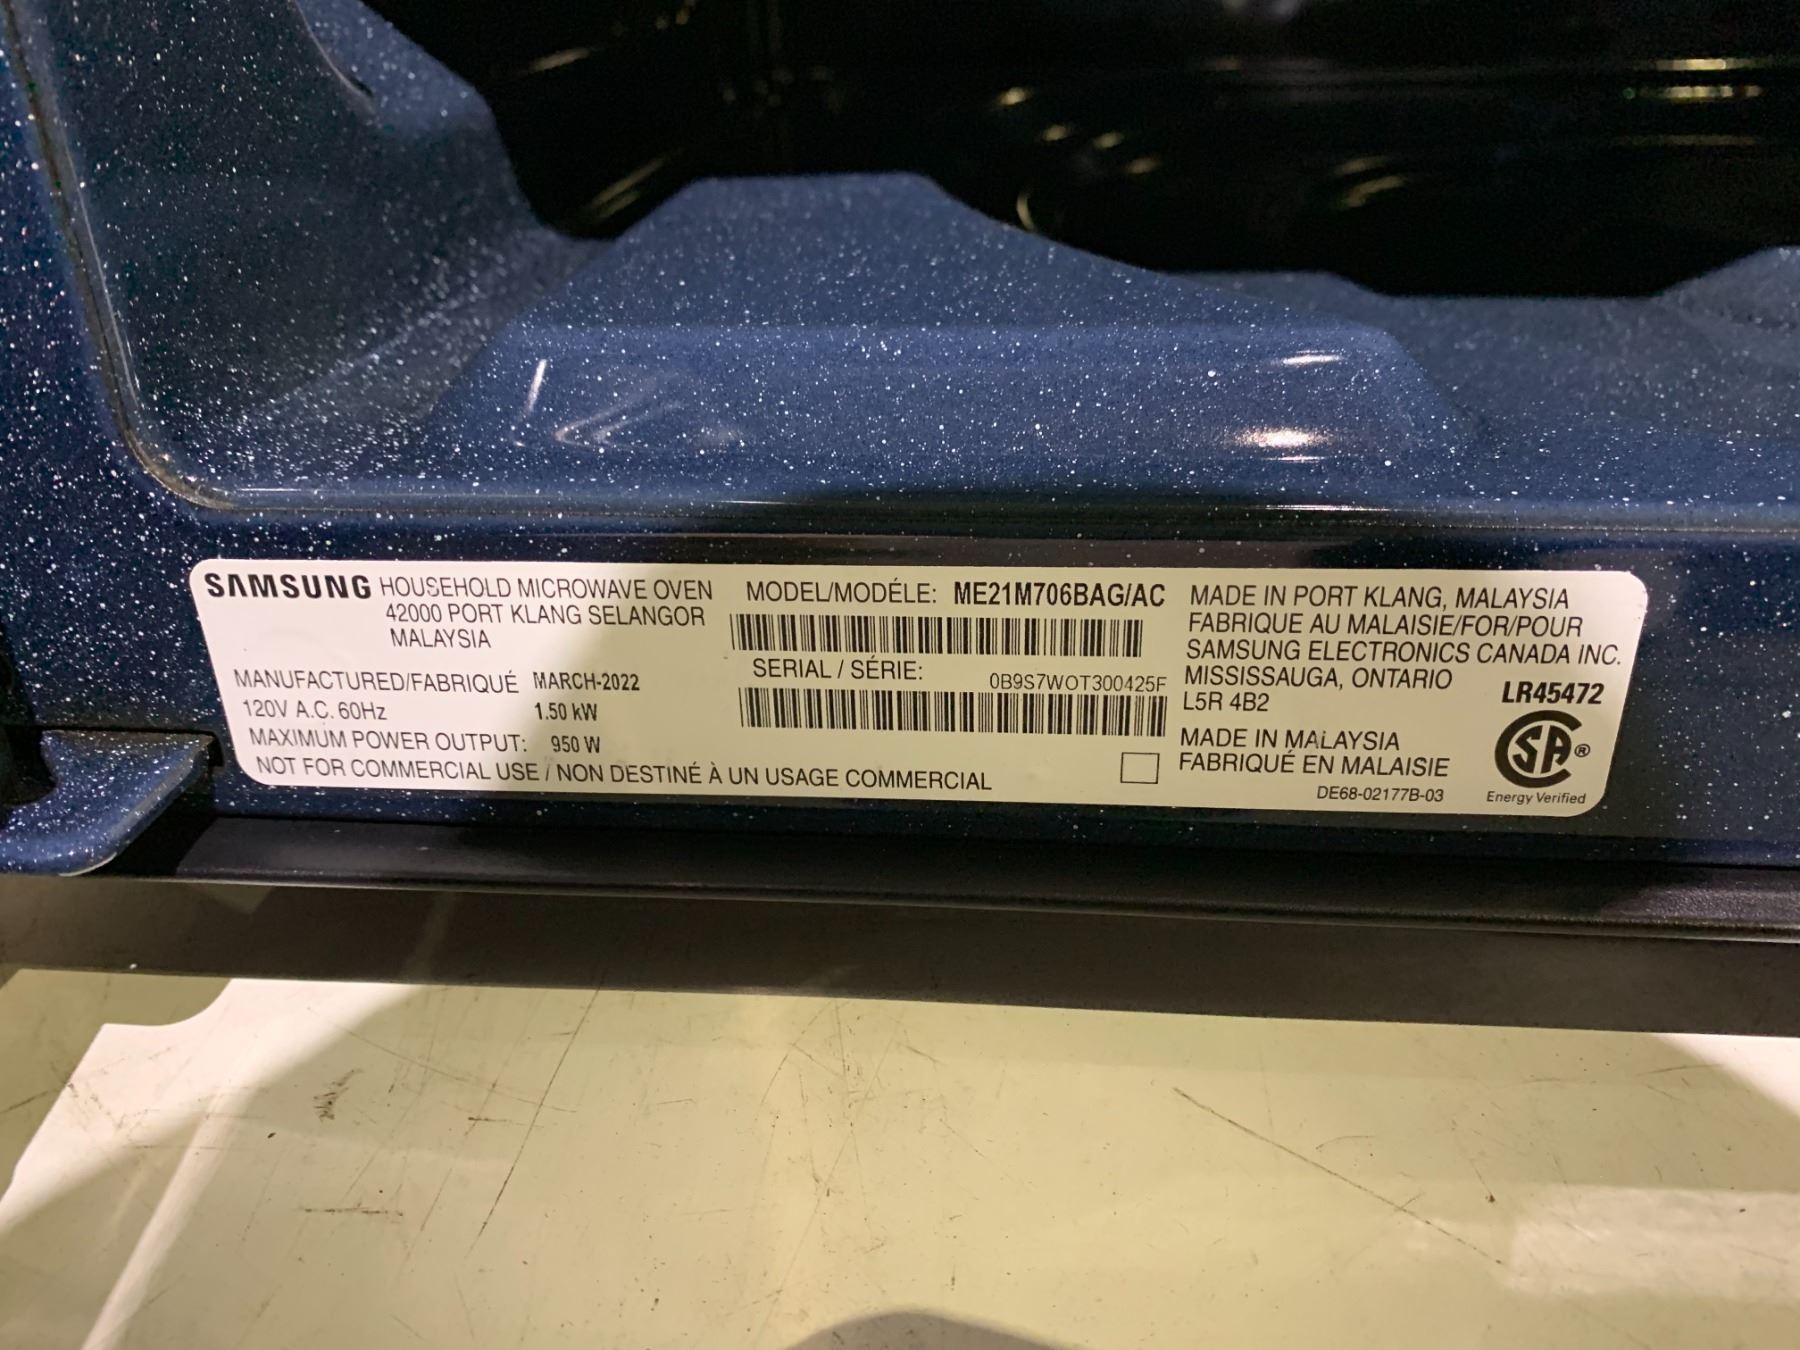 SAMSUNG HOUSEHOLD MICROWAVE OVEN
42000 PORT KLANG SELANGOR
MALAYSIA
MANUFACTURED/FABRIQUÉ MARCH-2022
120V A.C. 60Hz 1.50 kW
MAXIMUM POWER OUTPUT: 950 W
NOT FOR COMMERCIAL USE / NON DESTINÉ À UN USAGE COMMERCIAL
MODEL/MODÉLE: ME21M706BAG/AC
SERIAL / SÉRIE: 0B9S7WOT300425F
MADE IN PORT KLANG, MALAYSIA
FABRIQUE AU MALAISIE/FOR/POUR
SAMSUNG ELECTRONICS CANADA INC.
MISSISSAUGA, ONTARIO
L5R 4B2
LR45472
MADE IN MALAYSIA
FABRIQUÉ EN MALAISIE
DE68-02177B-03
SA ®
Energy Verified